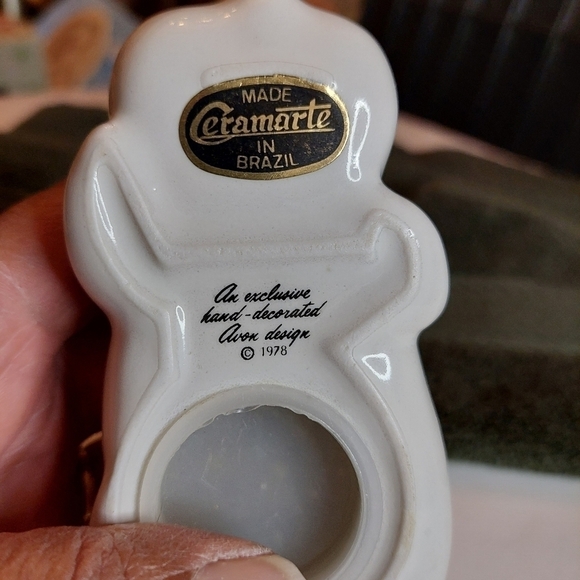 MADE
Ceramarte
IN
BRAZIL
An exclusive
hand-decorated
Avon design
© 1978